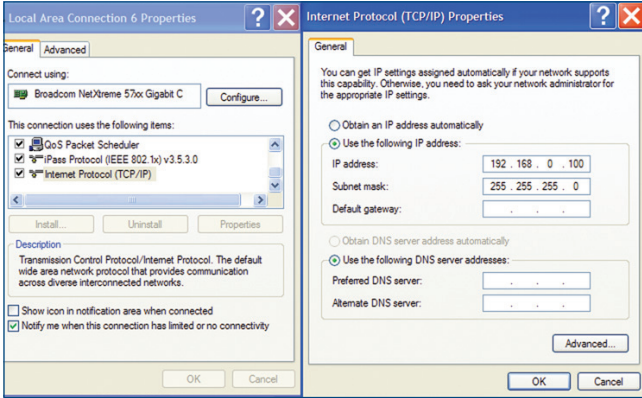 Local Area Connection 6 Properties
General
Advanced
Connect using:
Broadcom NetXtreme 57xx Gigabit C
Configure...
This connection uses the following items:
QoS Packet Scheduler
iPass Protocol (IEEE 802.1x) v3.5.3.0
Internet Protocol (TCP/IP)
Install...
Uninstall
Properties
Description
Transmission Control Protocol/Internet Protocol. The default
wide area network protocol that provides communication
across diverse interconnected networks.
Show icon in notification area when connected
Notify me when this connection has limited or no connectivity
OK
Cancel
Internet Protocol (TCP/IP) Properties
General
You can get IP settings assigned automatically if your network supports
this capability. Otherwise, you need to ask your network administrator for
the appropriate IP settings.
Obtain an IP address automatically
Use the following IP address:
IP address:
192 . 168 . 0 . 100
Subnet mask:
255 . 255 . 255 . 0
Default gateway:
. . .
Obtain DNS server address automatically
Use the following DNS server addresses:
Preferred DNS server:
. . .
Alternate DNS server:
. . .
Advanced...
OK
Cancel